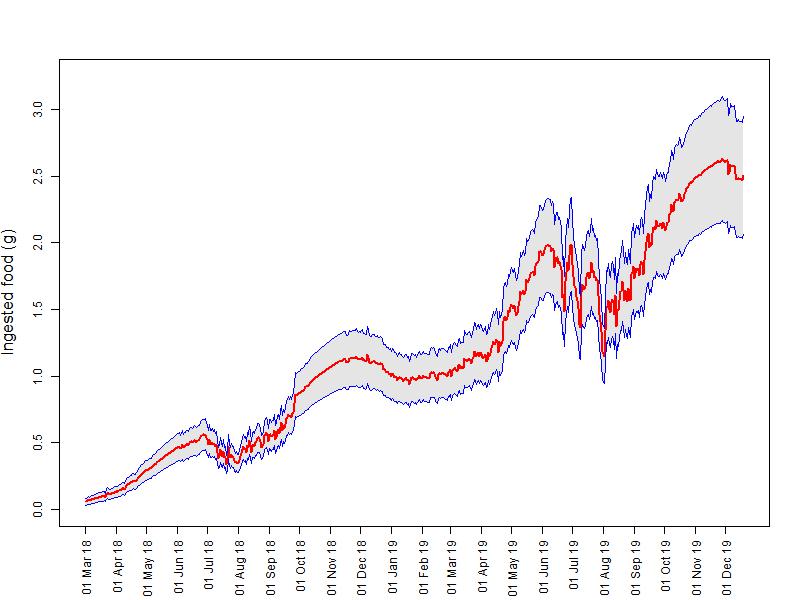 Ingested food (g)
3.0
2.5
2.0
1.5
1.0
0.5
0.0
01 Mar 18
01 Apr 18
01 May 18
01 Jun 18
01 Jul 18
01 Aug 18
01 Sep 18
01 Oct 18
01 Nov 18
01 Dec 18
01 Jan 19
01 Feb 19
01 Mar 19
01 Apr 19
01 May 19
01 Jun 19
01 Jul 19
01 Aug 19
01 Sep 19
01 Oct 19
01 Nov 19
01 Dec 19